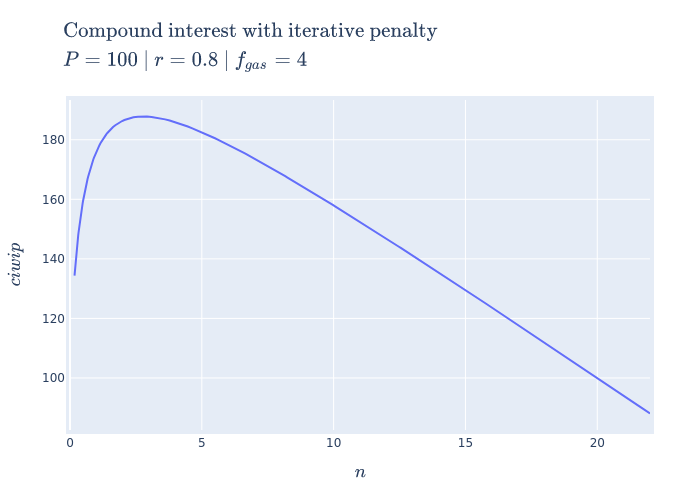 Compound interest with iterative penalty
P = 100 | r = 0.8 | f_gas = 4
180
160
140
120
100
ciwip
0 5 10 15 20
n